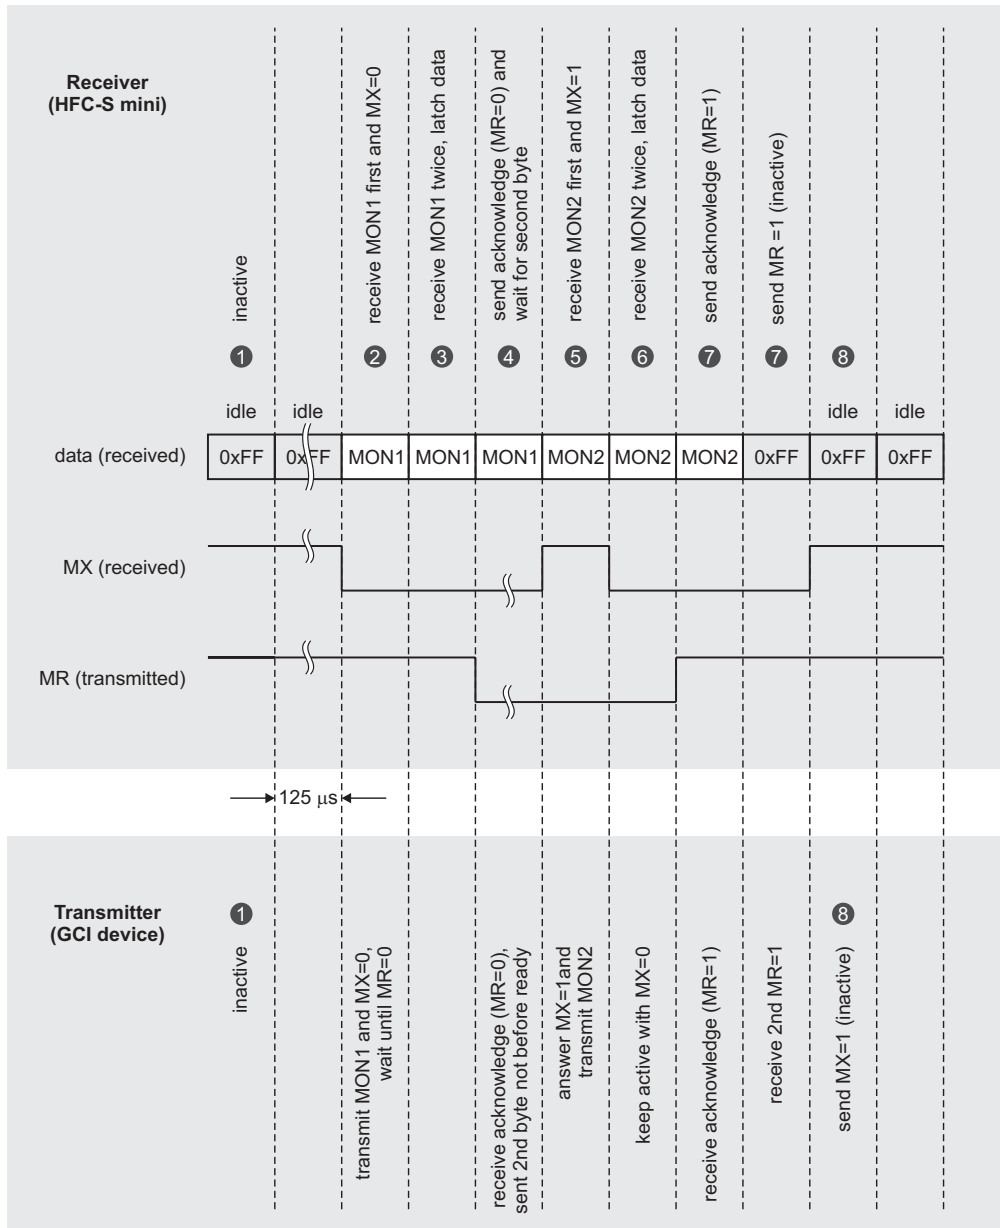 Receiver
(HFC-S mini)
inactive
receive MON1 first and MX=0
receive MON1 twice, latch data
send acknowledge (MR=0) and
wait for second byte
receive MON2 first and MX=1
receive MON2 twice, latch data
send acknowledge (MR=1)
send MR =1 (inactive)
1 2 3 4 5 6 7 7 8
idle idle idle idle
data (received) 0xFF 0xFF MON1 MON1 MON1 MON2 MON2 MON2 0xFF 0xFF 0xFF
MX (received)
MR (transmitted)
125 μs
Transmitter
(GCI device)
1 8
inactive
transmit MON1 and MX=0,
wait until MR=0
receive acknowledge (MR=0),
sent 2nd byte not before ready
answer MX=1and
transmit MON2
keep active with MX=0
receive acknowledge (MR=1)
receive 2nd MR=1
send MX=1 (inactive)